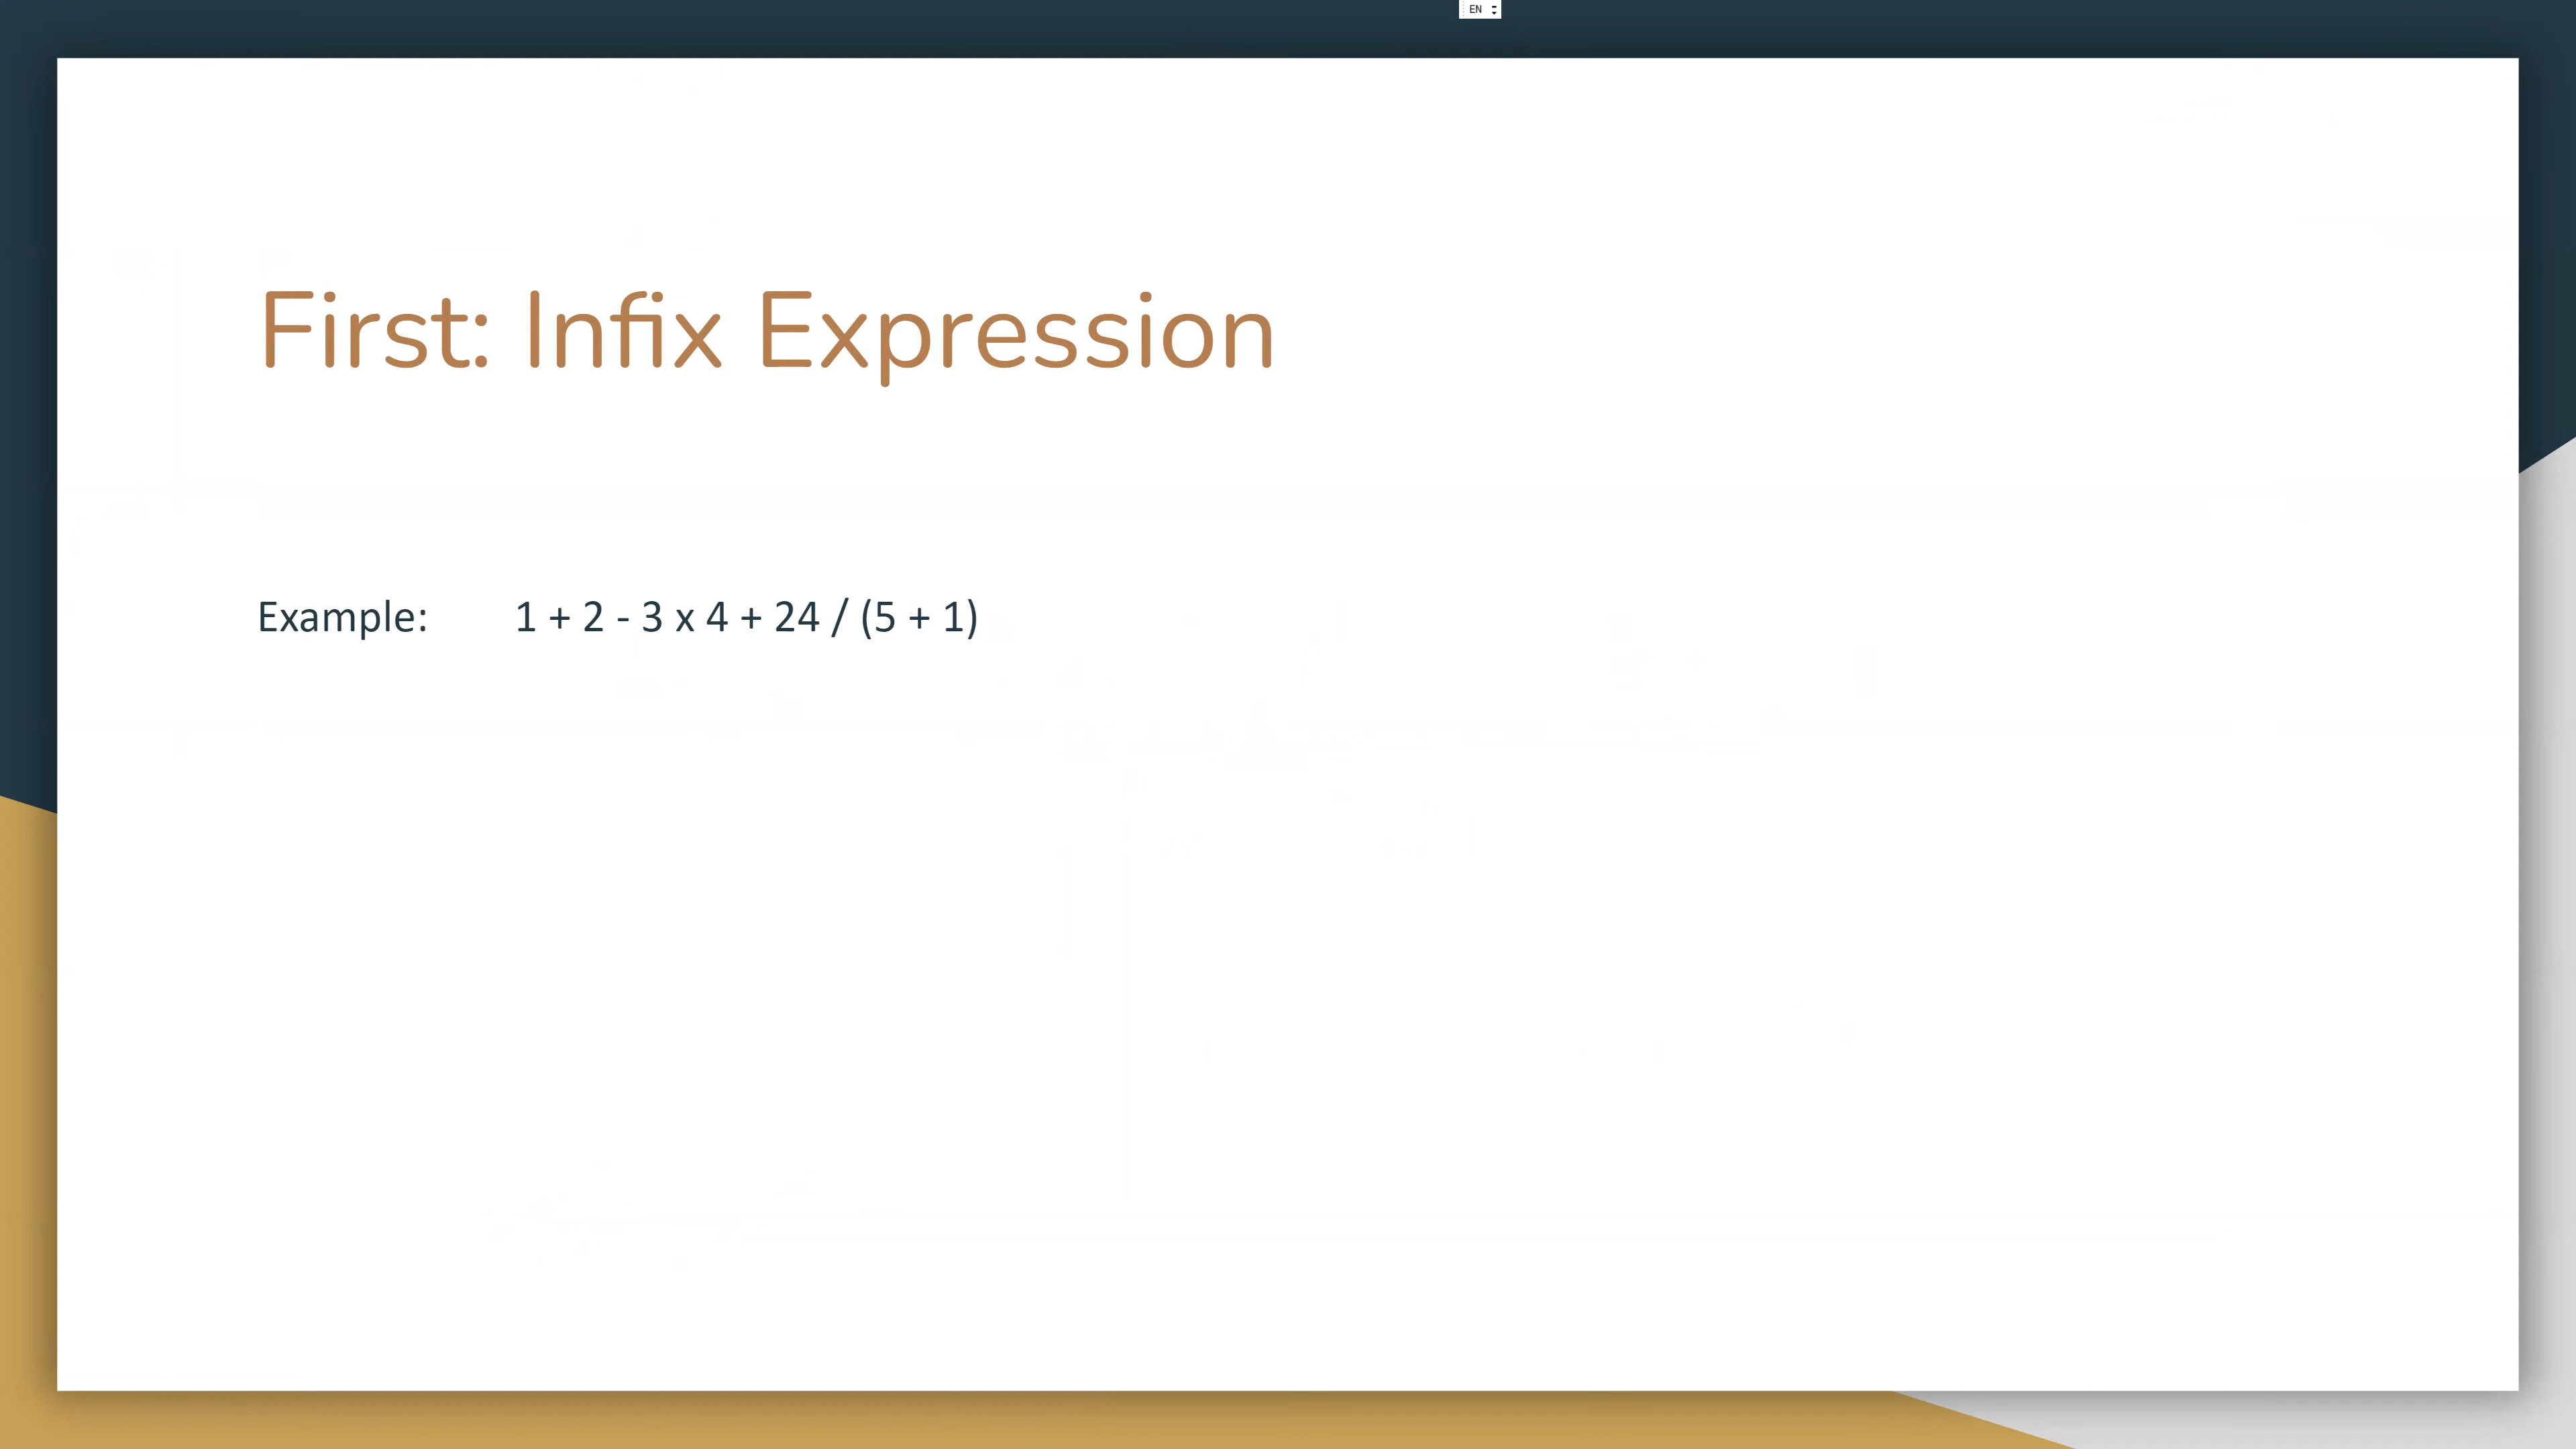 EN
First: Infix Expression
Example: 1 + 2 - 3 x 4 + 24 / (5 + 1)